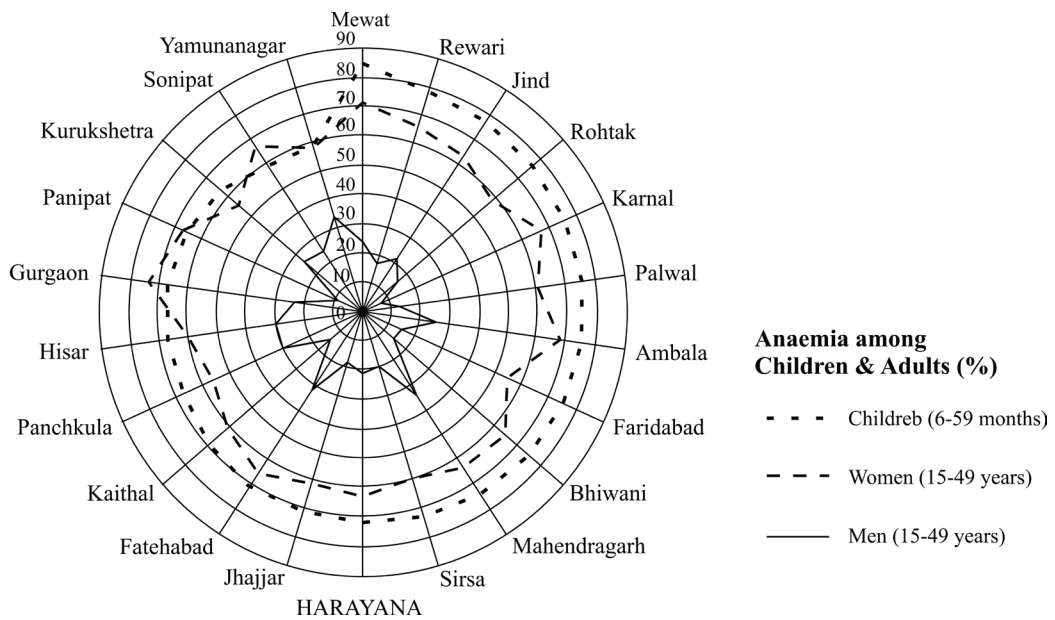 Mewat
Rewari
Jind
Rohtak
Karnal
Palwal
Ambala
Faridabad
Bhiwani
Mahendragarh
Sirsa
HARAYANA
Jhajjar
Fatehabad
Kaithal
Panchkula
Hisar
Gurgaon
Panipat
Kurukshetra
Sonipat
Yamunanagar
90
80
70
60
50
40
30
20
10
0
Anaemia among
Children & Adults (%)
Childreb (6-59 months)
Women (15-49 years)
Men (15-49 years)